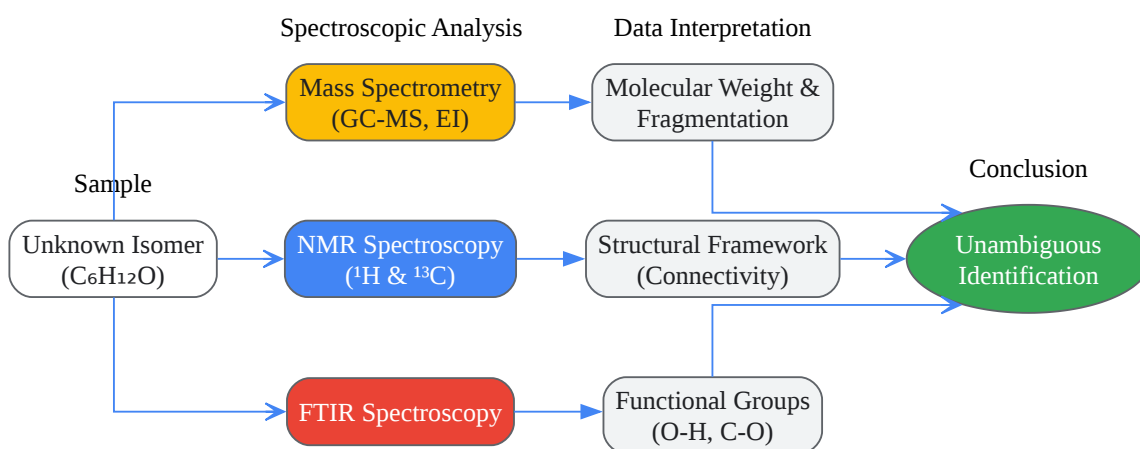 Spectroscopic Analysis
Data Interpretation
Mass Spectrometry
(GC-MS, EI)
Molecular Weight &
Fragmentation
Sample
Conclusion
Unknown Isomer
(C₆H₁₂O)
NMR Spectroscopy
(¹H & ¹³C)
Structural Framework
(Connectivity)
Unambiguous
Identification
FTIR Spectroscopy
Functional Groups
(O-H, C-O)